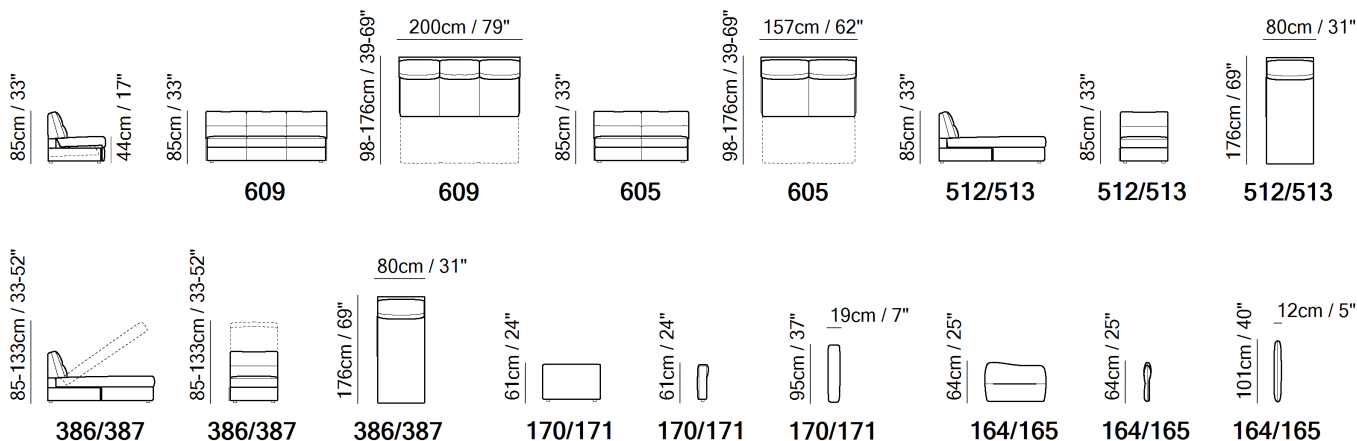 85cm / 33"
44cm / 17"
85cm / 33"
609
98-176cm / 39-69"
200cm / 79"
609
85cm / 33"
605
98-176cm / 39-69"
157cm / 62"
605
85cm / 33"
512/513
85cm / 33"
512/513
176cm / 69"
80cm / 31"
512/513
85-133cm / 33-52"
386/387
85-133cm / 33-52"
386/387
176cm / 69"
80cm / 31"
386/387
61cm / 24"
170/171
61cm / 24"
170/171
95cm / 37"
19cm / 7"
170/171
64cm / 25"
164/165
64cm / 25"
164/165
101cm / 40"
12cm / 5"
164/165